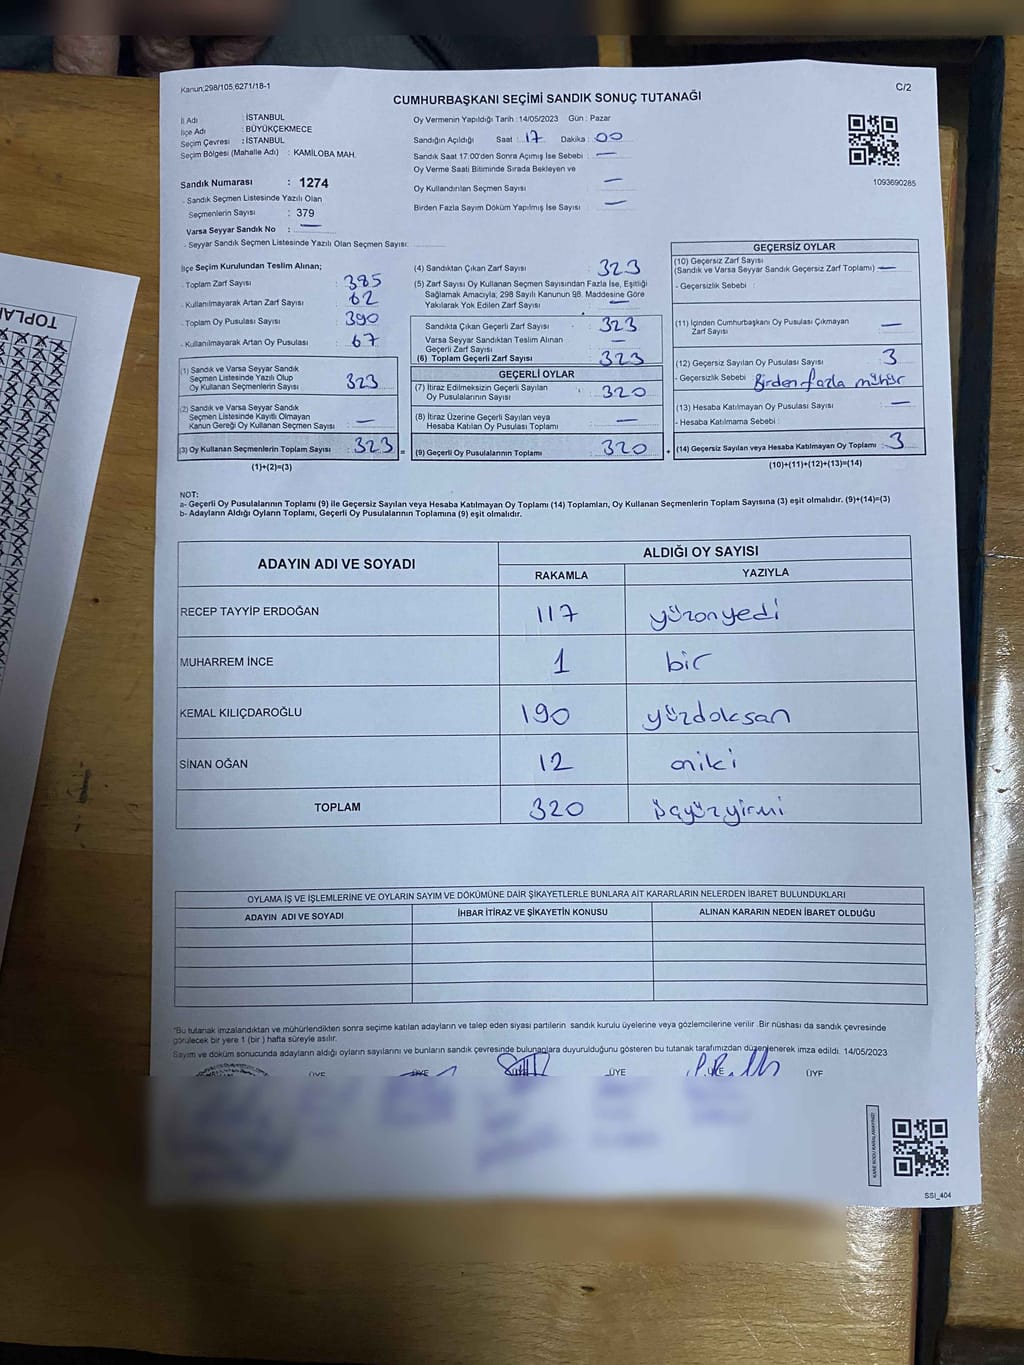 Kanun:298/105;6271/18-1
C/2
CUMHURBAŞKANI SEÇİMİ SANDIK SONUÇ TUTANAĞI
İl Adı : İSTANBUL
İlçe Adı : BÜYÜKÇEKMECE
Seçim Çevresi : İSTANBUL
Seçim Bölgesi (Mahalle Adı) : KAMİLOBA MAH.
Sandık Numarası : 1274
- Sandık Seçmen Listesinde Yazılı Olan
Seçmenlerin Sayısı : 379
Varsa Seyyar Sandık No : —
- Seyyar Sandık Seçmen Listesinde Yazılı Olan Seçmen Sayısı:
Oy Vermenin Yapıldığı Tarih :14/05/2023 Gün : Pazar
Sandığın Açıldığı Saat : 17 Dakika : 00
Sandık Saat 17:00'den Sonra Açımış İse Sebebi : —
Oy Verme Saati Bitiminde Sırada Bekleyen ve
Oy Kullandırılan Seçmen Sayısı —
Birden Fazla Sayım Döküm Yapılmış İse Sayısı : —
1093690285
İlçe Seçim Kurulundan Teslim Alınan;
- Toplam Zarf Sayısı : 385
- Kullanılmayarak Artan Zarf Sayısı : 62
- Toplam Oy Pusulası Sayısı : 390
- Kullanılmayarak Artan Oy Pusulası : 67
(1) Sandık ve Varsa Seyyar Sandık
Seçmen Listesinde Yazılı Olup
Oy Kullanan Seçmenlerin Sayısı : 323
(2) Sandık ve Varsa Seyyar Sandık
Seçmen Listesinde Kayıtlı Olmayan
Kanun Gereği Oy Kullanan Seçmen Sayısı : —
(3) Oy Kullanan Seçmenlerin Toplam Sayısı : 323 =
(1)+(2)=(3)
(4) Sandıktan Çıkan Zarf Sayısı : 323
(5) Zarf Sayısı Oy Kullanan Seçmen Sayısından Fazla İse, Eşitliği
Sağlamak Amacıyla; 298 Sayılı Kanunun 98. Maddesine Göre
Yakılarak Yok Edilen Zarf Sayısı : —
Sandıkta Çıkan Geçerli Zarf Sayısı : 323
Varsa Seyyar Sandıktan Teslim Alınan
Geçerli Zarf Sayısı : —
(6) Toplam Geçerli Zarf Sayısı : 323
GEÇERLİ OYLAR
(7) İtiraz Edilmeksizin Geçerli Sayılan
Oy Pusulalarının Sayısı : 320
(8) İtiraz Üzerine Geçerli Sayılan veya
Hesaba Katılan Oy Pusulası Toplamı : —
(9) Geçerli Oy Pusulalarının Toplamı : 320 +
GEÇERSİZ OYLAR
(10) Geçersiz Zarf Sayısı
(Sandık ve Varsa Seyyar Sandık Geçersiz Zarf Toplamı) : —
- Geçersizlik Sebebi :
(11) İçinden Cumhurbaşkanı Oy Pusulası Çıkmayan
Zarf Sayısı : —
(12) Geçersiz Sayılan Oy Pusulası Sayısı : 3
- Geçersizlik Sebebi : Birden fazla mühür
(13) Hesaba Katılmayan Oy Pusulası Sayısı : —
- Hesaba Katılmama Sebebi :
(14) Geçersiz Sayılan veya Hesaba Katılmayan Oy Toplamı : 3
(10)+(11)+(12)+(13)=(14)
NOT:
a- Geçerli Oy Pusulalarının Toplamı (9) ile Geçersiz Sayılan veya Hesaba Katılmayan Oy Toplamı (14) Toplamları, Oy Kullanan Seçmenlerin Toplam Sayısına (3) eşit olmalıdır. (9)+(14)=(3)
b- Adayların Aldığı Oyların Toplamı, Geçerli Oy Pusulalarının Toplamına (9) eşit olmalıdır.
ADAYIN ADI VE SOYADI ALDIĞI OY SAYISI
RAKAMLA YAZIYLA
RECEP TAYYİP ERDOĞAN 117 yüzonyedi
MUHARREM İNCE 1 bir
KEMAL KILIÇDAROĞLU 190 yüzdoksan
SİNAN OĞAN 12 oniki
TOPLAM 320 üçyüzyirmi
OYLAMA İŞ VE İŞLEMLERİNE VE OYLARIN SAYIM VE DÖKÜMÜNE DAİR ŞİKAYETLERLE BUNLARA AİT KARARLARIN NELERDEN İBARET BULUNDUKLARI
ADAYIN ADI VE SOYADI İHBAR İTİRAZ VE ŞİKAYETİN KONUSU ALINAN KARARIN NEDEN İBARET OLDUĞU
"Bu tutanak imzalandıktan ve mühürlendikten sonra seçime katılan adayların ve talep eden siyasi partilerin sandık kurulu üyelerine veya gözlemcilerine verilir .Bir nüshası da sandık çevresinde
görülecek bir yere 1 (bir ) hafta süreyle asılır.
Sayım ve döküm sonucunda adayların aldığı oyların sayılarını ve bunların sandık çevresinde bulunanlara duyurulduğunu gösteren bu tutanak tarafımızdan düzenlenerek imza edildi. 14/05/2023
ÜYE ÜYE ÜYE ÜYE ÜYE
SSI_404
TOPLA